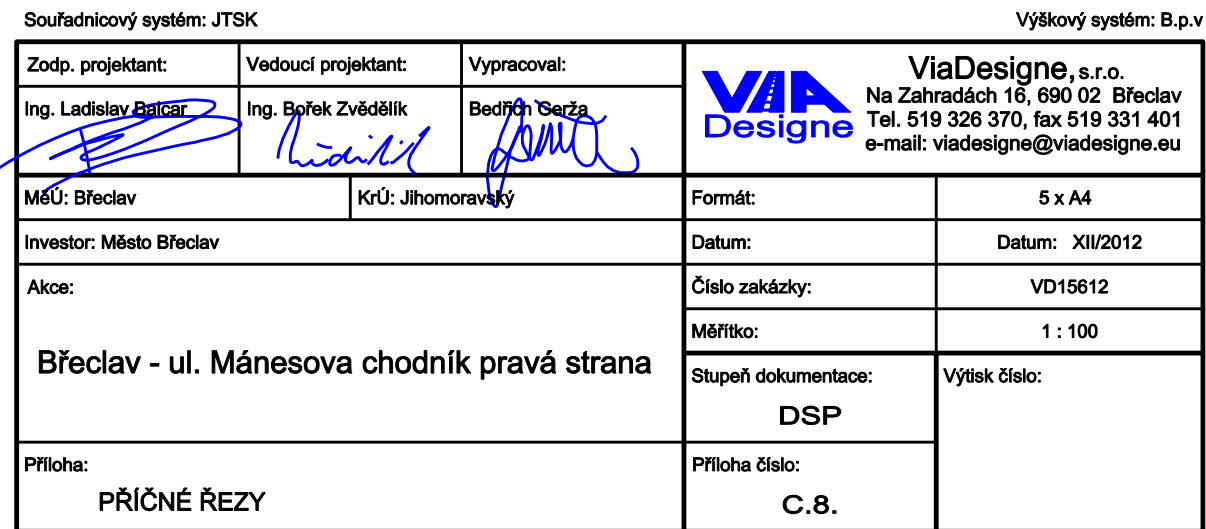 Souřadnicový systém: JTSK
Výškový systém: B.p.v
Zodp. projektant:
Vedoucí projektant:
Vypracoval:
Ing. Ladislav Balcar
Ing. Bořek Zvědělík
Bedřich Gerža
VIA
Designe
ViaDesigne, s.r.o.
Na Zahradách 16, 690 02 Břeclav
Tel. 519 326 370, fax 519 331 401
e-mail: viadesigne@viadesigne.eu
MěÚ: Břeclav
KrÚ: Jihomoravský
Formát:
5 x A4
Investor: Město Břeclav
Datum:
Datum: XII/2012
Akce:
Břeclav - ul. Mánesova chodník pravá strana
Číslo zakázky:
VD15612
Měřítko:
1 : 100
Stupeň dokumentace:
DSP
Výtisk číslo:
Příloha:
PŘÍČNÉ ŘEZY
Příloha číslo:
C.8.